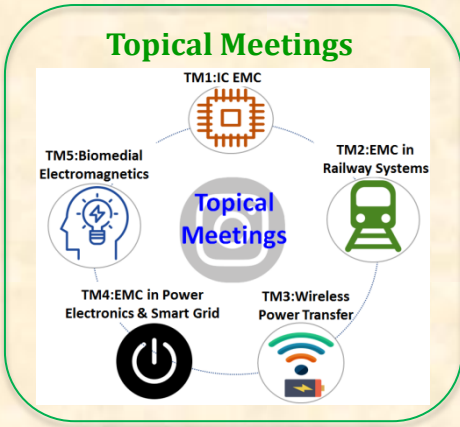 Topical Meetings
TM1:IC EMC
TM2:EMC in
Railway Systems
TM5:Biomedial
Electromagnetics
Topical
Meetings
TM4:EMC in Power
Electronics & Smart Grid
TM3:Wireless
Power Transfer